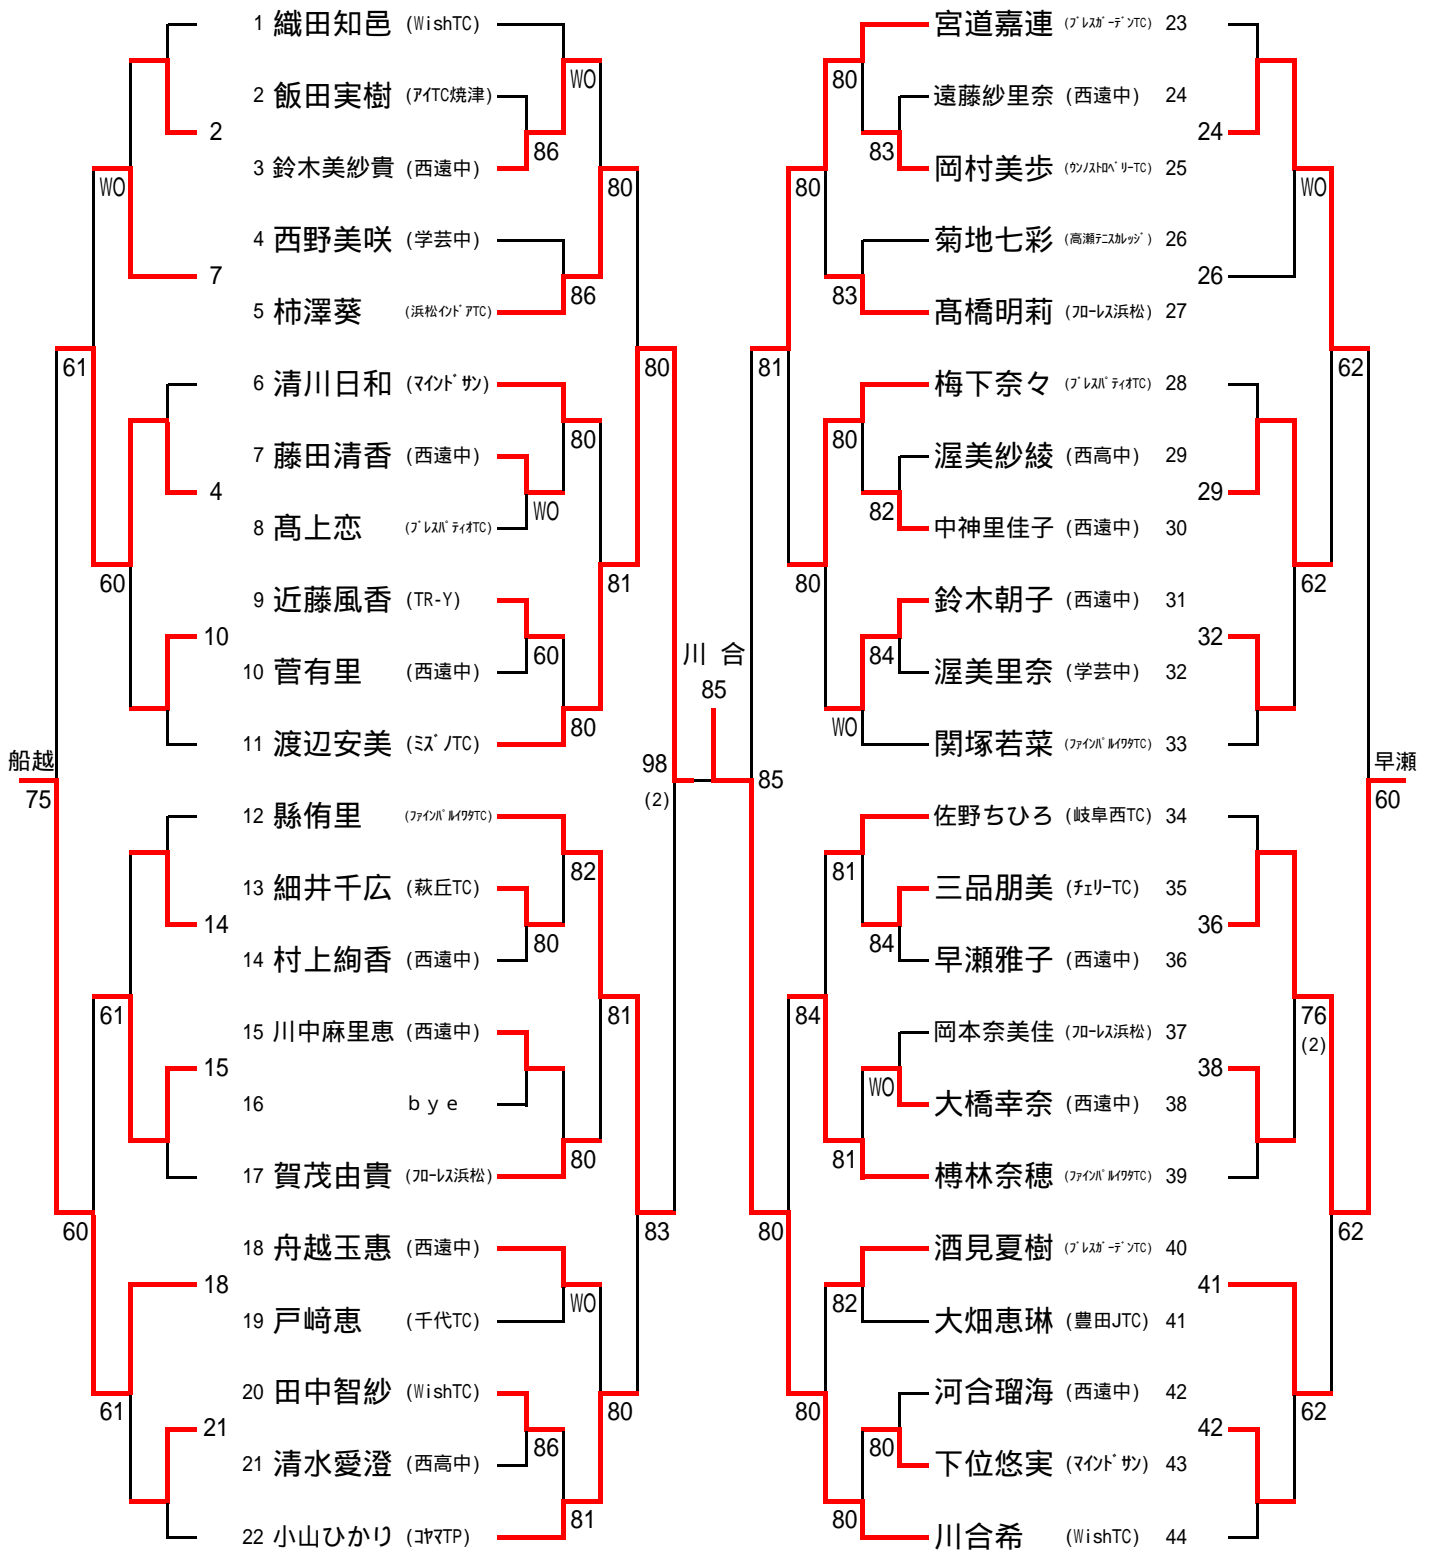 1 織田知邑 (WishTC)
2 飯田実樹 (アイTC焼津)
3 鈴木美紗貴 (西遠中)
4 西野美咲 (学芸中)
5 柿澤葵 (浜松インドアTC)
6 清川日和 (マインドサン)
7 藤田清香 (西遠中)
8 髙上恋 (ブレスパティオTC)
9 近藤風香 (TR-Y)
10 菅有里 (西遠中)
11 渡辺安美 (ミズノTC)
12 縣侑里 (ファインパルイワタTC)
13 細井千広 (萩丘TC)
14 村上絢香 (西遠中)
15 川中麻里恵 (西遠中)
16 bye
17 賀茂由貴 (フローレス浜松)
18 舟越玉恵 (西遠中)
19 戸﨑恵 (千代TC)
20 田中智紗 (WishTC)
21 清水愛澄 (西高中)
22 小山ひかり (コヤマTP)
2
7
4
10
14
15
18
21
WO
60
61
61
61
60
船越
75
WO
86
86
80
WO
60
80
82
80
80
WO
86
81
80
81
81
80
80
83
98
(2)
川合
85
85
宮道嘉連 (ブレスガーデンTC) 23
遠藤紗里奈 (西遠中) 24
岡村美歩 (ウンノストロベリーTC) 25
菊地七彩 (高瀬テニスカレッジ) 26
髙橋明莉 (フローレス浜松) 27
梅下奈々 (ブレスパティオTC) 28
渥美紗綾 (西高中) 29
中神里佳子 (西遠中) 30
鈴木朝子 (西遠中) 31
渥美里奈 (学芸中) 32
関塚若菜 (ファインパルイワタTC) 33
佐野ちひろ (岐阜西TC) 34
三品朋美 (チェリーTC) 35
早瀬雅子 (西遠中) 36
岡本奈美佳 (フローレス浜松) 37
大橋幸奈 (西遠中) 38
榑林奈穂 (ファインパルイワタTC) 39
酒見夏樹 (ブレスガーデンTC) 40
大畑恵琳 (豊田JTC) 41
河合瑠海 (西遠中) 42
下位悠実 (マインドサン) 43
川合希 (WishTC) 44
80
83
83
80
82
84
WO
81
84
WO
81
82
80
80
80
80
84
80
81
80
24
26
29
32
36
38
41
42
WO
62
76
(2)
62
62
62
早瀬
60